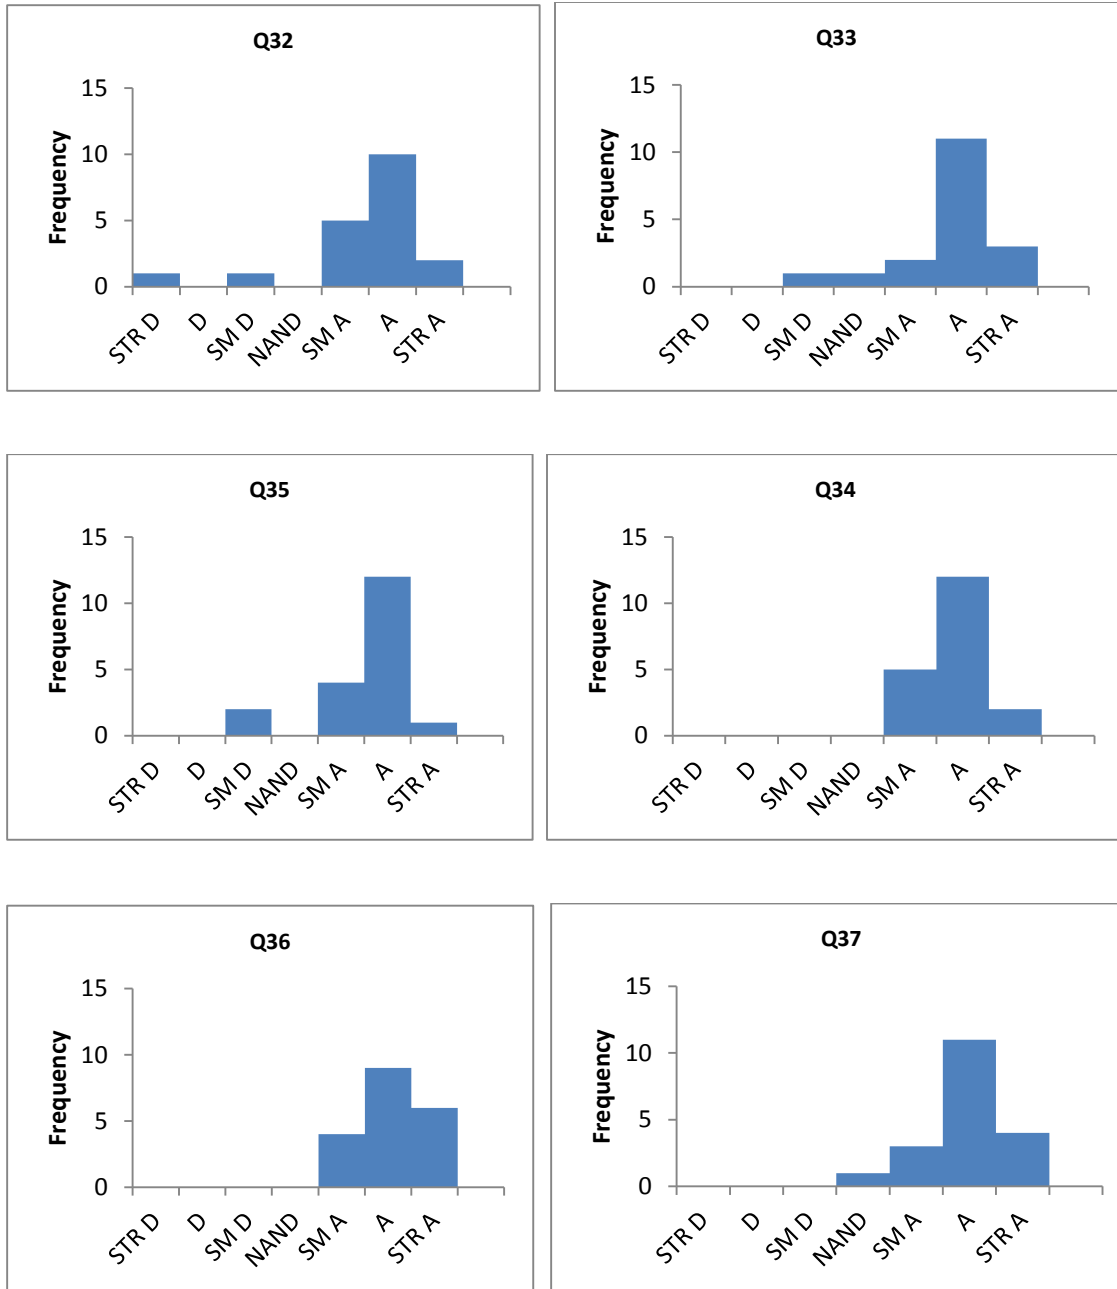 Q32
15
10
5
0
Frequency
STR D
D
SM D
NAND
SM A
A
STR A
Q33
15
10
5
0
Frequency
STR D
D
SM D
NAND
SM A
A
STR A
Q35
15
10
5
0
Frequency
STR D
D
SM D
NAND
SM A
A
STR A
Q34
15
10
5
0
Frequency
STR D
D
SM D
NAND
SM A
A
STR A
Q36
15
10
5
0
Frequency
STR D
D
SM D
NAND
SM A
A
STR A
Q37
15
10
5
0
Frequency
STR D
D
SM D
NAND
SM A
A
STR A